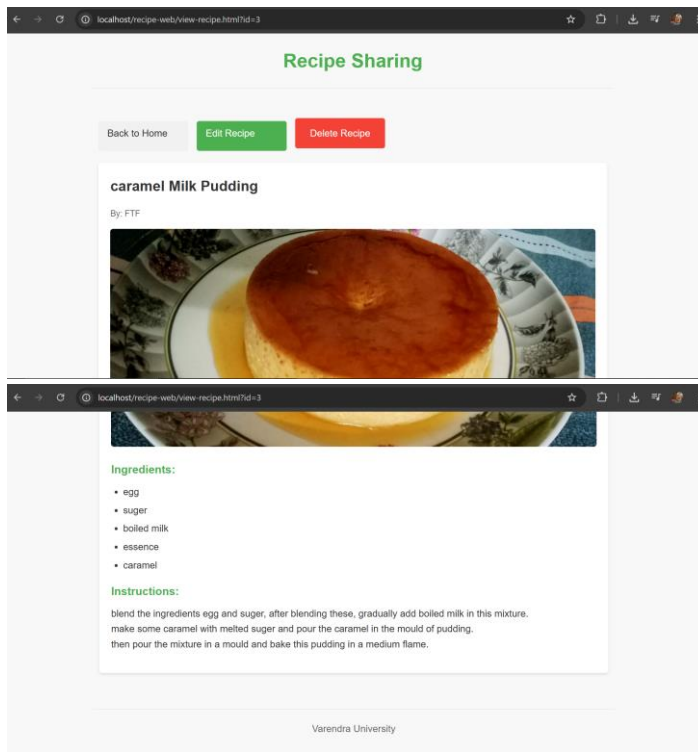 localhost/recipe-web/view-recipe.html?id=3
Recipe Sharing
Back to Home
Edit Recipe
Delete Recipe
caramel Milk Pudding
By: FTF
localhost/recipe-web/view-recipe.html?id=3
Ingredients:
• egg
• suger
• boiled milk
• essence
• caramel
Instructions:
blend the ingredients egg and suger, after blending these, gradually add boiled milk in this mixture.
make some caramel with melted suger and pour the caramel in the mould of pudding.
then pour the mixture in a mould and bake this pudding in a medium flame.
Varendra University